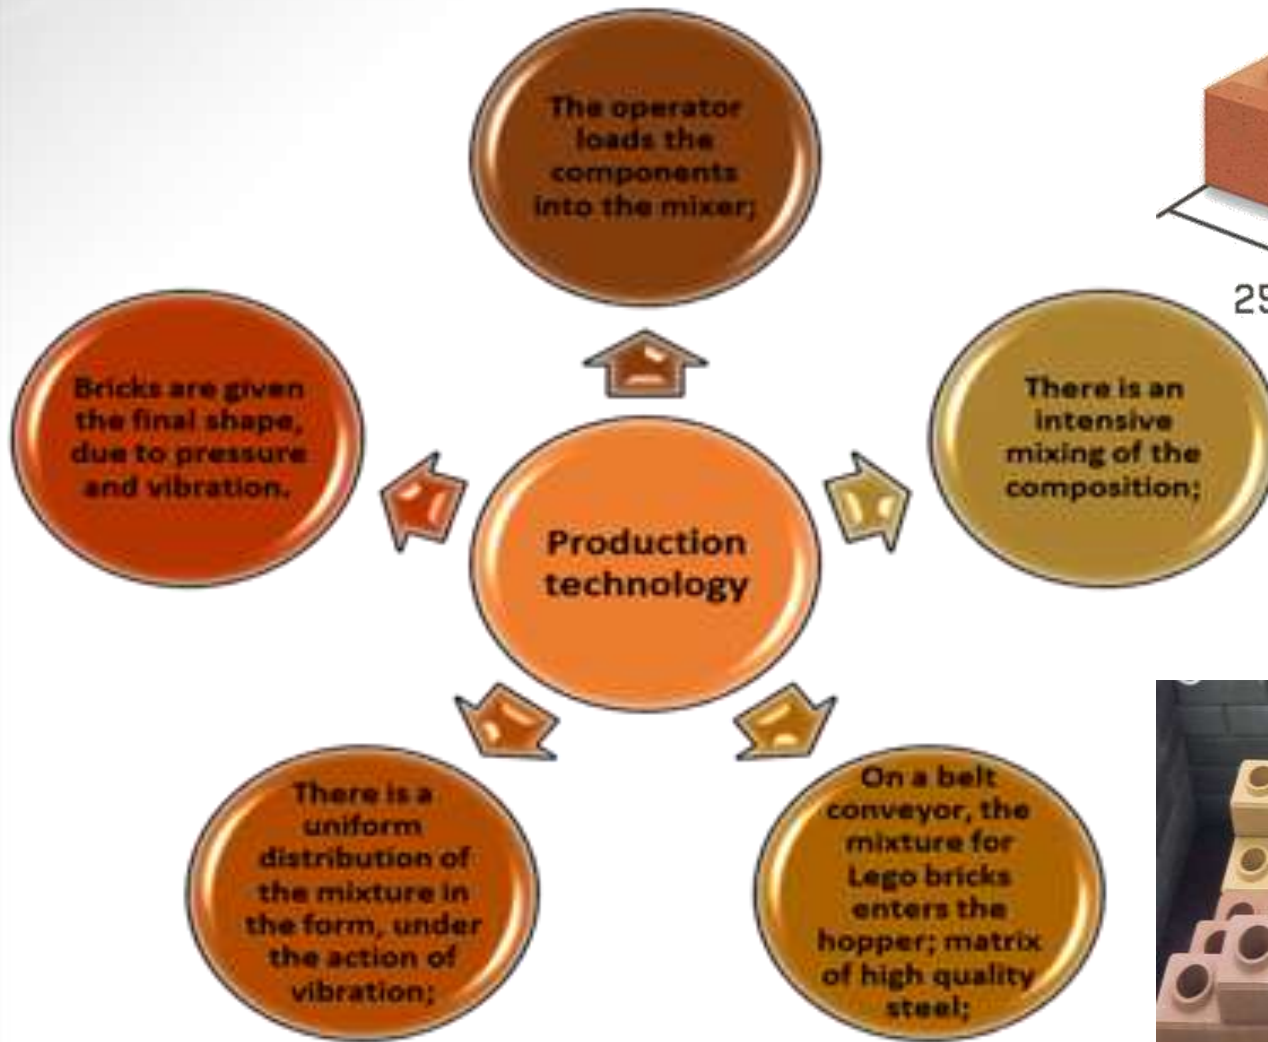 The operator
loads the
components
into the mixer;
25
There is an
intensive
mixing of the
composition;
On a belt
conveyor, the
mixture for
Lego bricks
enters the
hopper; matrix
of high quality
steel;
There is a
uniform
distribution of
the mixture in
the form, under
the action of
vibration;
Bricks are given
the final shape,
due to pressure
and vibration.
Production
technology